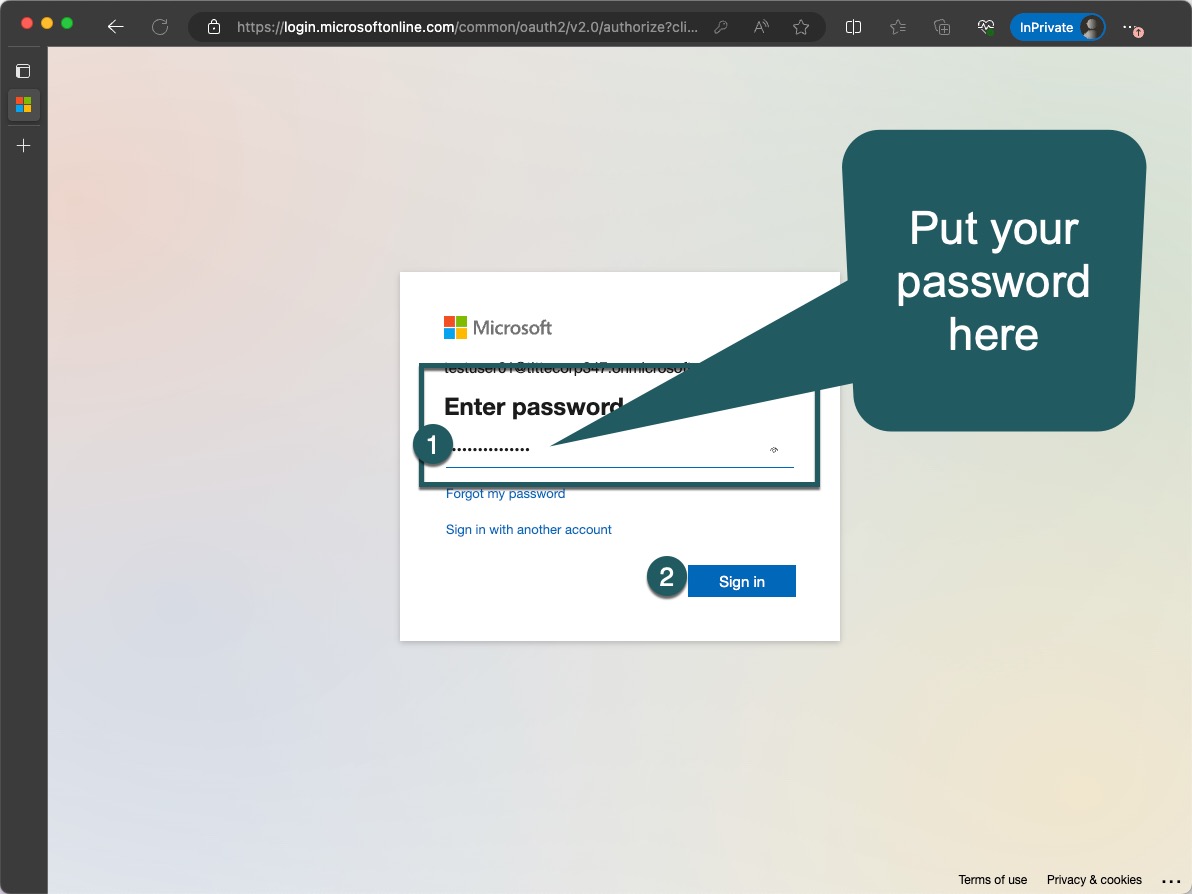 https://login.microsoftonline.com/common/oauth2/v2.0/authorize?cli...
InPrivate
Put your
password
here
Microsoft
Enter password
1
Forgot my password
Sign in with another account
2
Sign in
Terms of use
Privacy & cookies